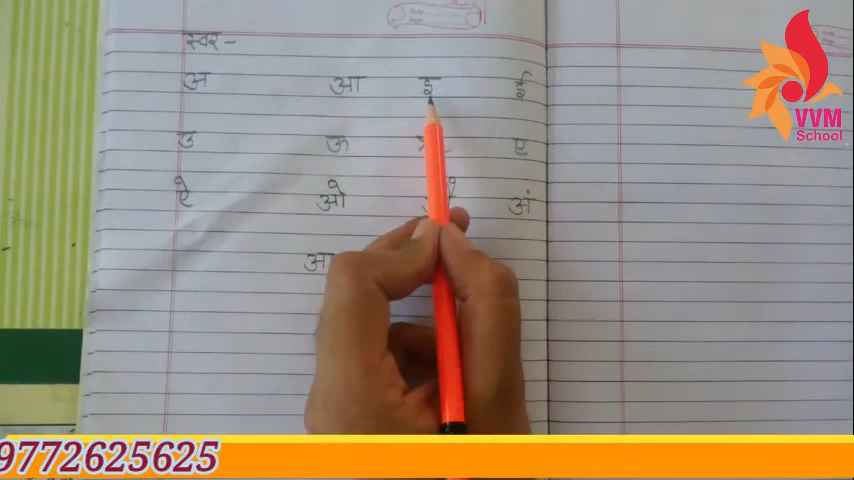 स्वर -
अ आ इ ई
उ ऊ ए
ऐ ओ अं
VVM
School
9772625625